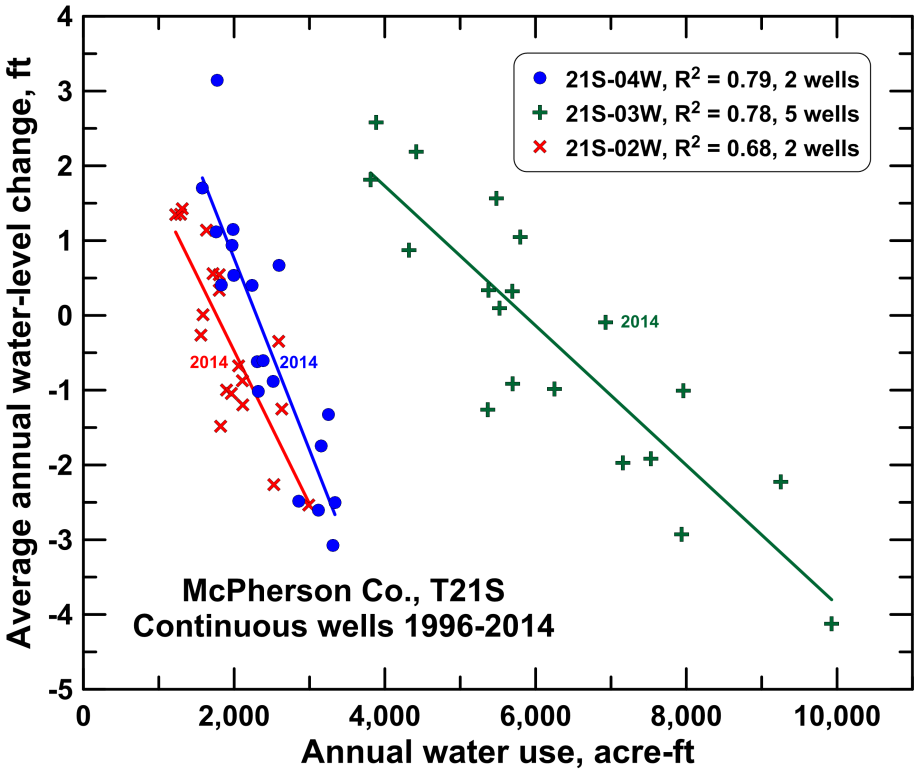 4
3
2
1
0
-1
-2
-3
-4
-5
Average annual water-level change, ft
21S-04W, R² = 0.79, 2 wells
21S-03W, R² = 0.78, 5 wells
21S-02W, R² = 0.68, 2 wells
2014
2014
2014
McPherson Co., T21S
Continuous wells 1996-2014
0
2,000
4,000
6,000
8,000
10,000
Annual water use, acre-ft